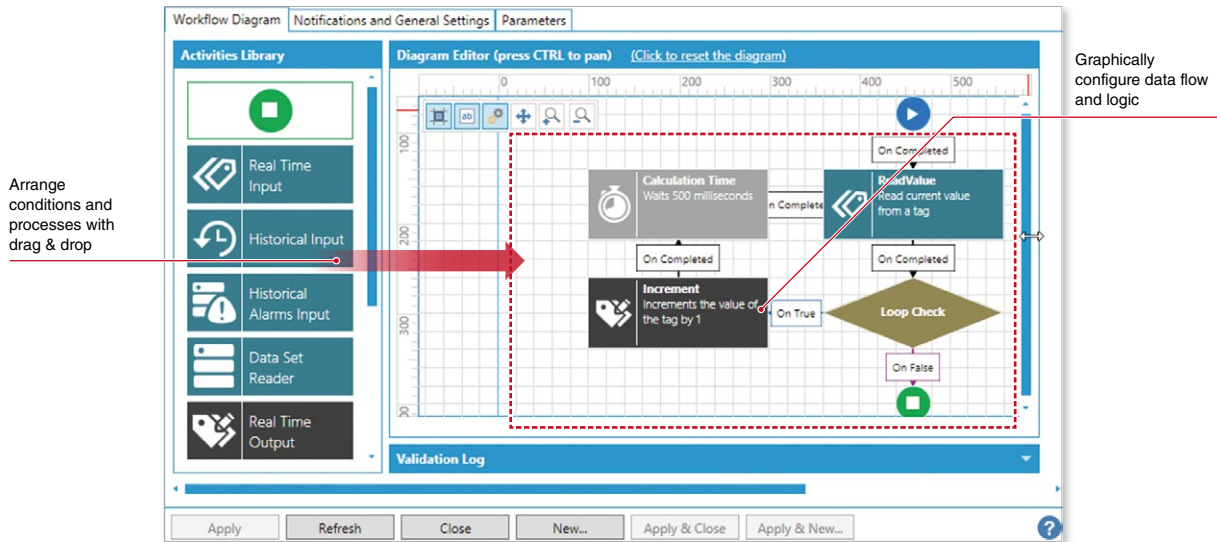 Workflow Diagram
Notifications and General Settings
Parameters
Activities Library
Real Time
Input
Historical Input
Historical
Alarms Input
Data Set
Reader
Real Time
Output
Diagram Editor (press CTRL to pan)
(Click to reset the diagram)
0
100
200
300
400
500
ab
100
200
300
On Completed
Calculation Time
Waits 500 milliseconds
n Complete
ReadValue
Read current value
from a tag
On Completed
On Completed
Increment
Increments the value of
the tag by 1
On True
Loop Check
On False
Validation Log
Apply
Refresh
Close
New...
Apply & Close
Apply & New...
?
Arrange
conditions and
processes with
drag & drop
Graphically
configure data flow
and logic